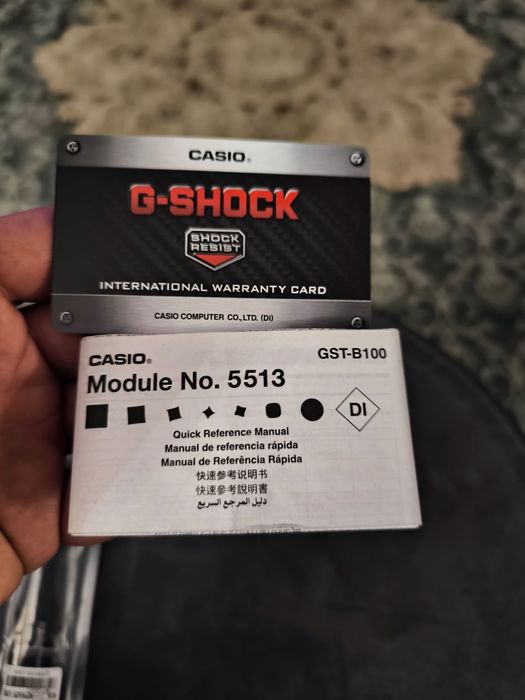 CASIO®
G-SHOCK
SHOCK
RESIST
INTERNATIONAL WARRANTY CARD
CASIO COMPUTER CO.,LTD. (DI)
CASIO® GST-B100
Module No. 5513
DI
Quick Reference Manual
Manual de referencia rápida
Manual de Referência Rápida
快速参考说明书
快速參考說明書
دليل المرجع السريع